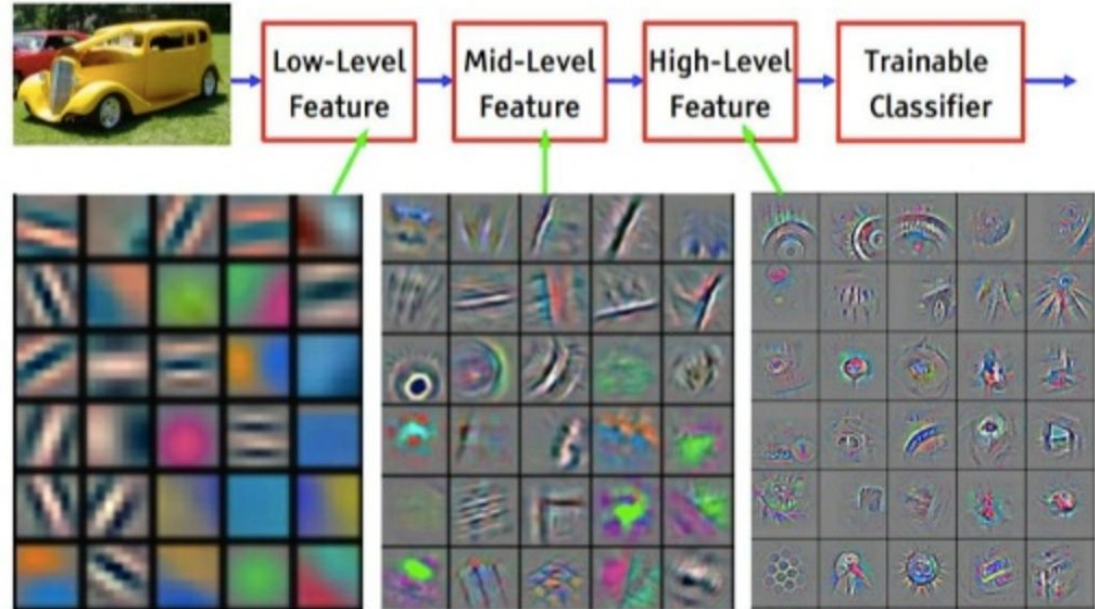 Low-Level
Feature
Mid-Level
Feature
High-Level
Feature
Trainable
Classifier